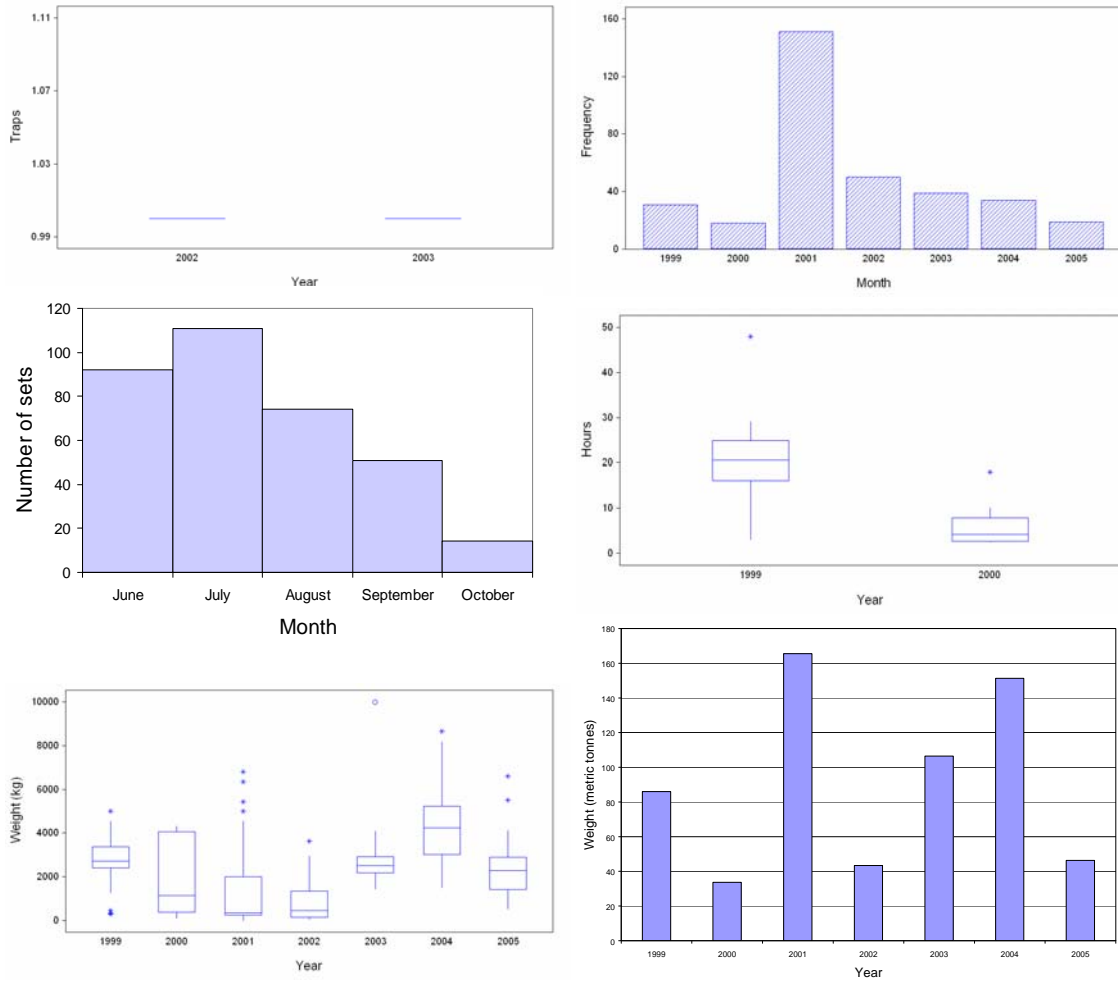 1.11
1.07
1.03
0.99
Traps
2002 2003
Year
160
120
80
40
0
Frequency
1999 2000 2001 2002 2003 2004 2005
Month
120
100
80
60
40
20
0
Number of sets
June July August September October
Month
50
40
30
20
10
0
Hours
1999 2000
Year
10000
8000
6000
4000
2000
0
Weight (kg)
1999 2000 2001 2002 2003 2004 2005
Year
180
160
140
120
100
80
60
40
20
0
Weight (metric tonnes)
1999 2000 2001 2002 2003 2004 2005
Year